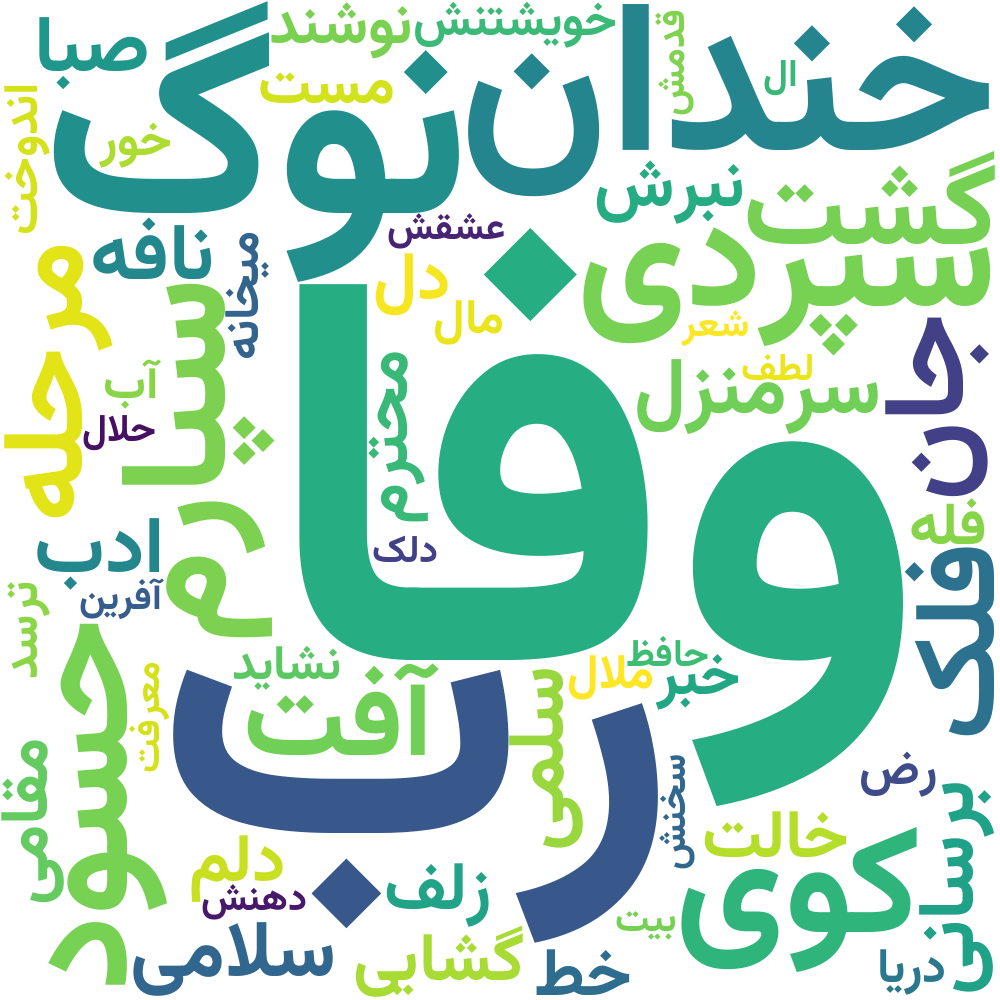 خندان
نوگ
صبا
نوشند
خویشتنش
قدمش
ال
مست
اندوخت
خور
نبرش
گشت
سپردی
عشقش
نافه
میخانه
دل
مال
شعر
لطف
مرحله
سپارم
وفا
جان
سرمنزل
محترم
آب
حلال
فله
دلک
ادب
آفرین
فلک
ترسد
حسود
رب
نشاید
آفت
حافظ
ملال
خبر
سلمی
معرفت
مقامی
سخنش
رض
برسانی
خالت
کوی
دلم
دهنش
زلف
بیت
سلامی
گشایی
خط
دریا